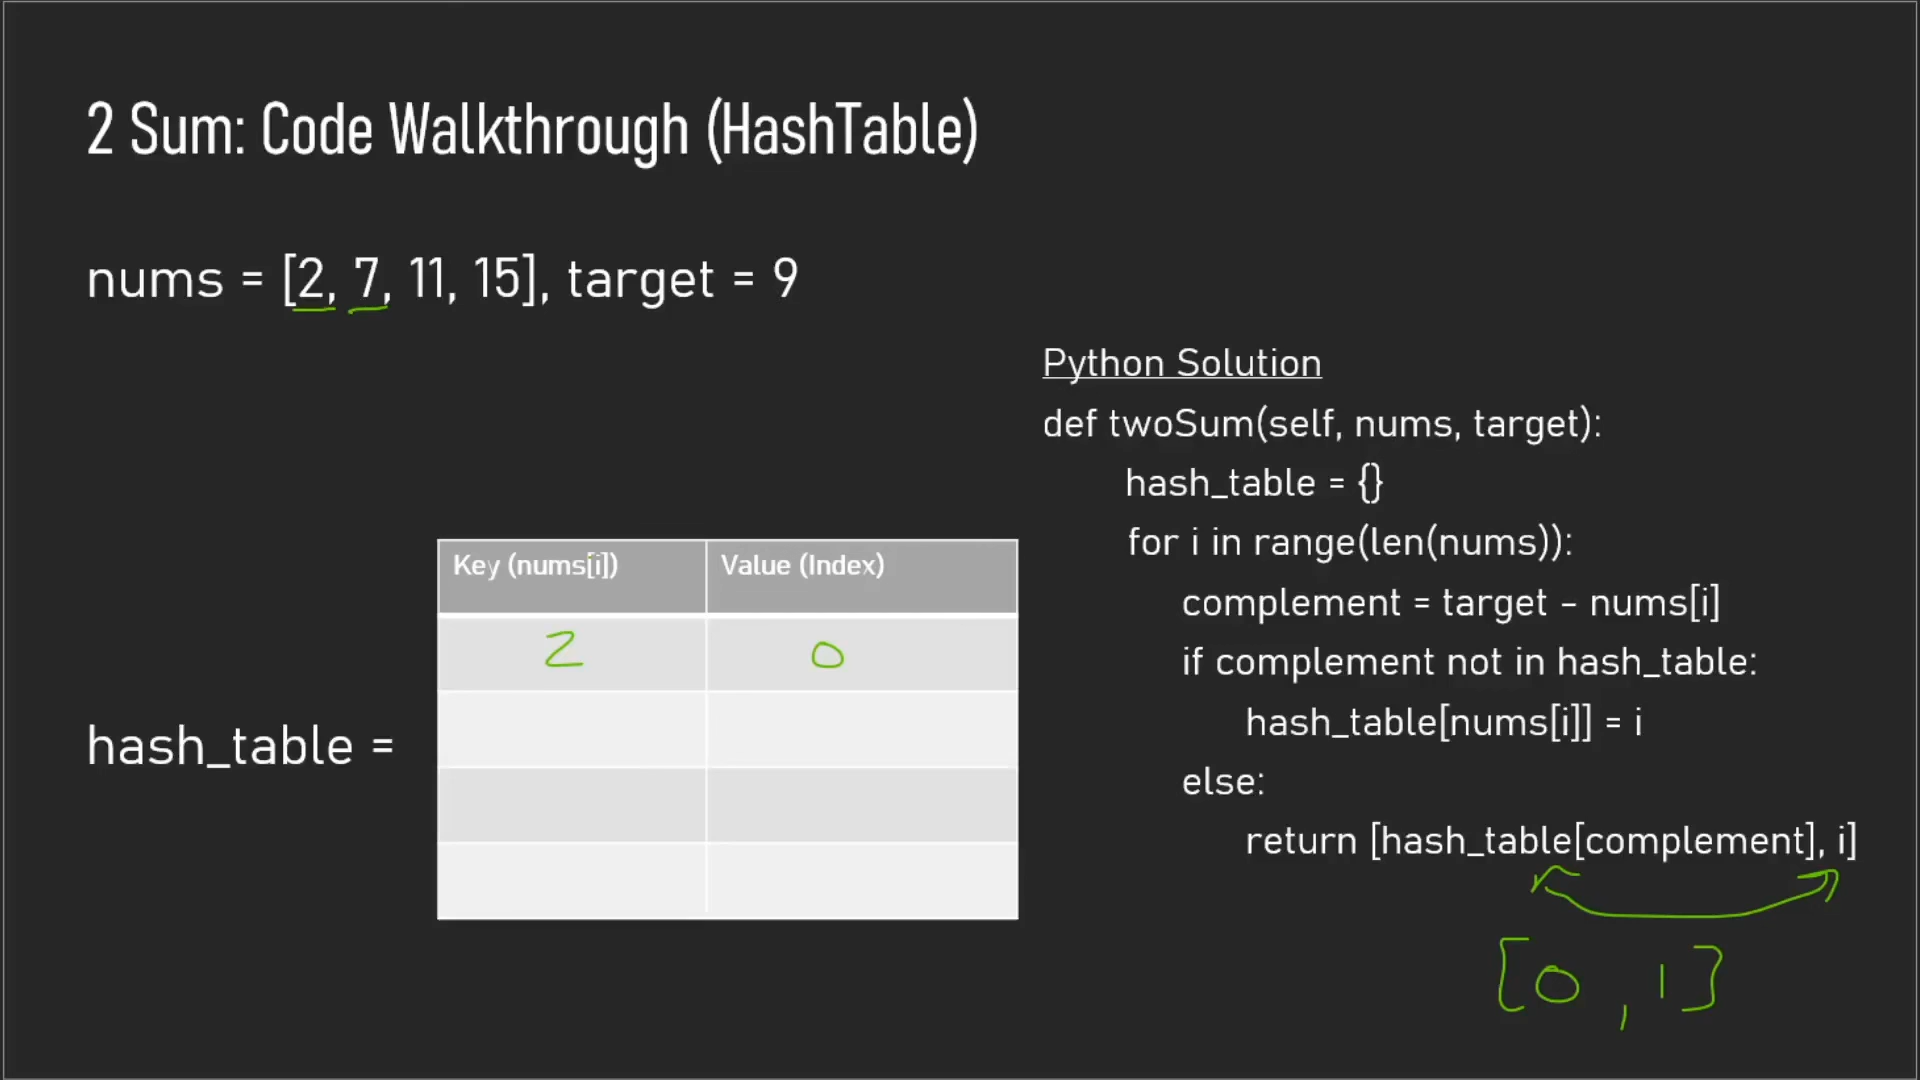 2 Sum: Code Walkthrough (HashTable)
nums = [2, 7, 11, 15], target = 9
Python Solution
def twoSum(self, nums, target):
hash_table = {}
for i in range(len(nums)):
complement = target - nums[i]
if complement not in hash_table:
hash_table[nums[i]] = i
else:
return [hash_table[complement], i]
[0, 1]
hash_table =
Key (nums[i]) Value (Index)
2 0